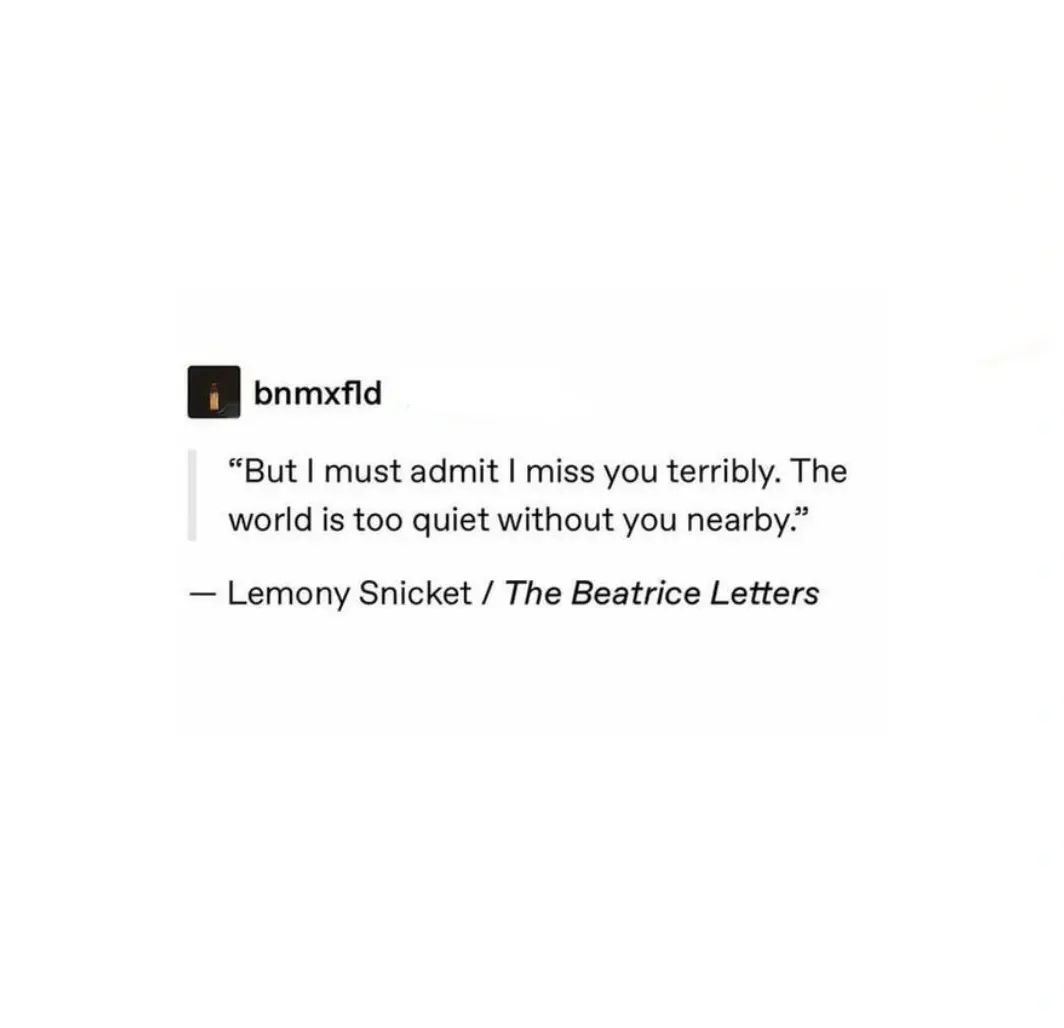 bnmxfld
“But I must admit I miss you terribly. The
world is too quiet without you nearby.”
— Lemony Snicket / The Beatrice Letters